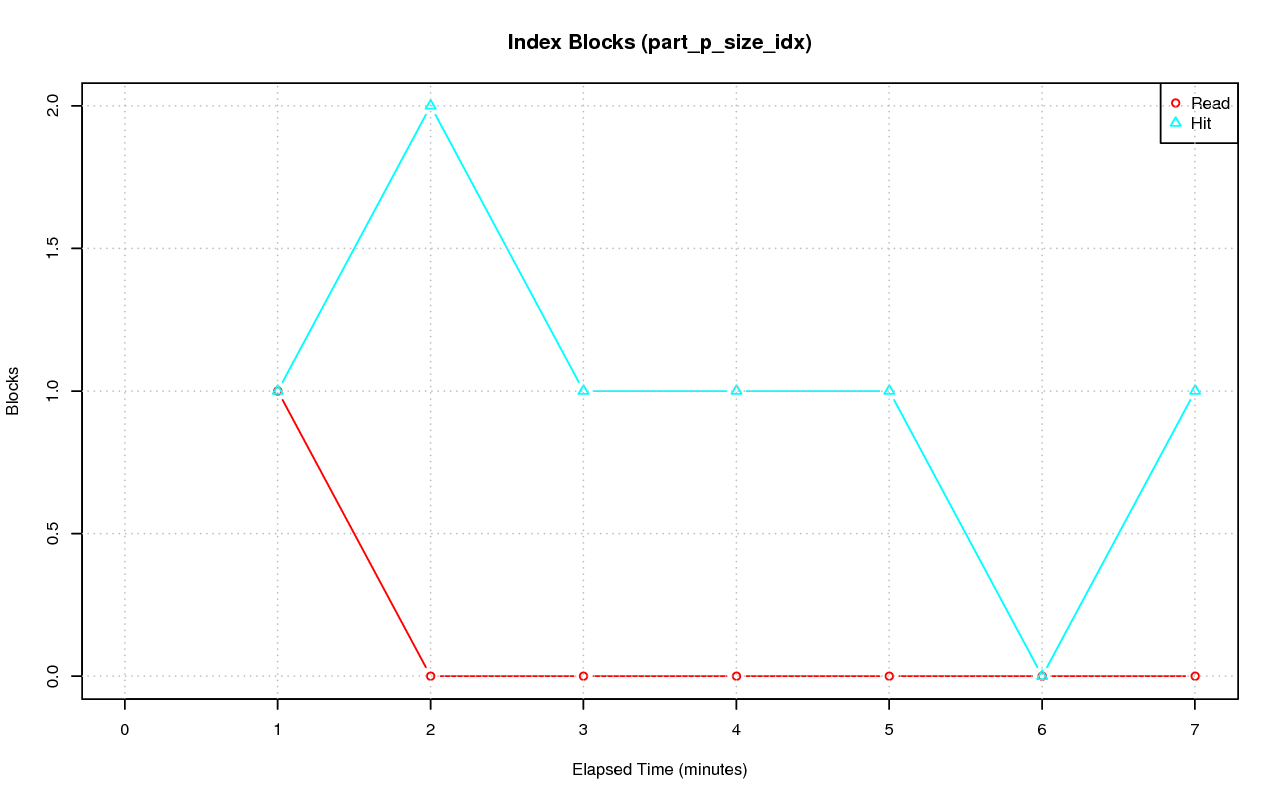 Index Blocks (part_p_size_idx)
Read
Hit
2.0
1.5
1.0
0.5
0.0
Blocks
0 1 2 3 4 5 6 7
Elapsed Time (minutes)